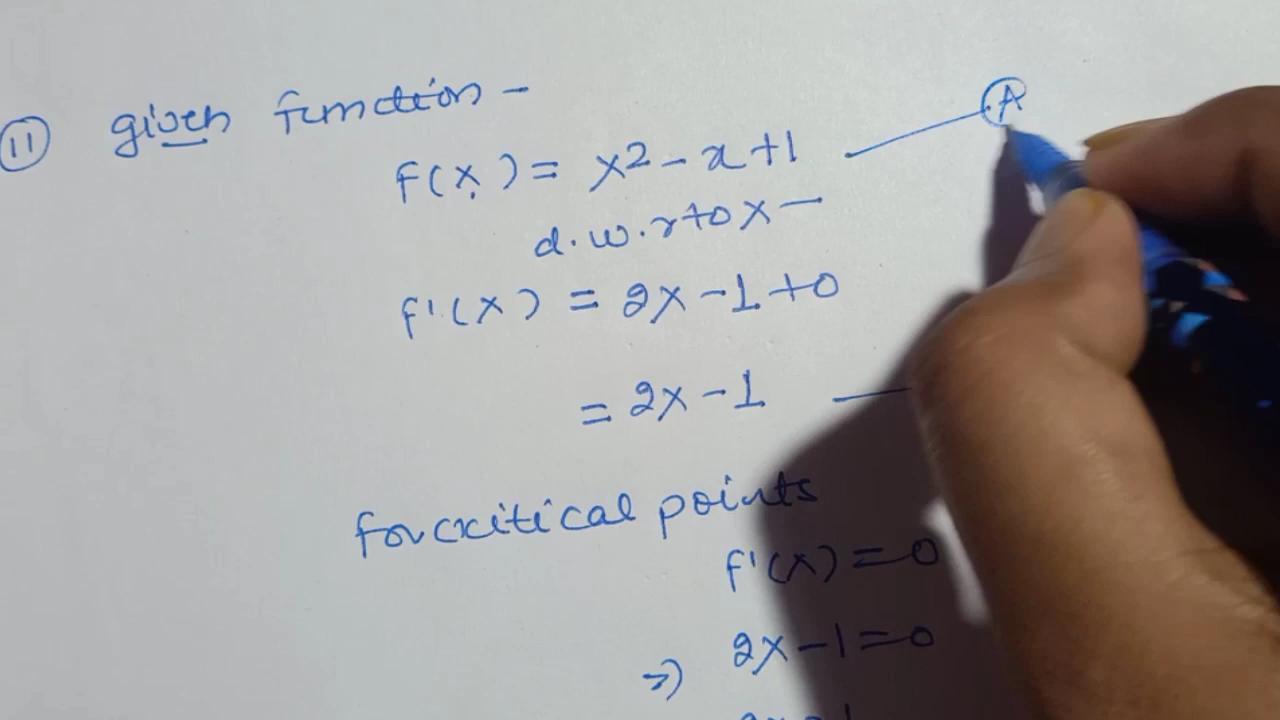 11 given function -
f(x) = x² - x + 1 — A
d.w.r to x —
f'(x) = 2x - 1 + 0
= 2x - 1 —
for critical points
f'(x) = 0
⇒) 2x - 1 = 0